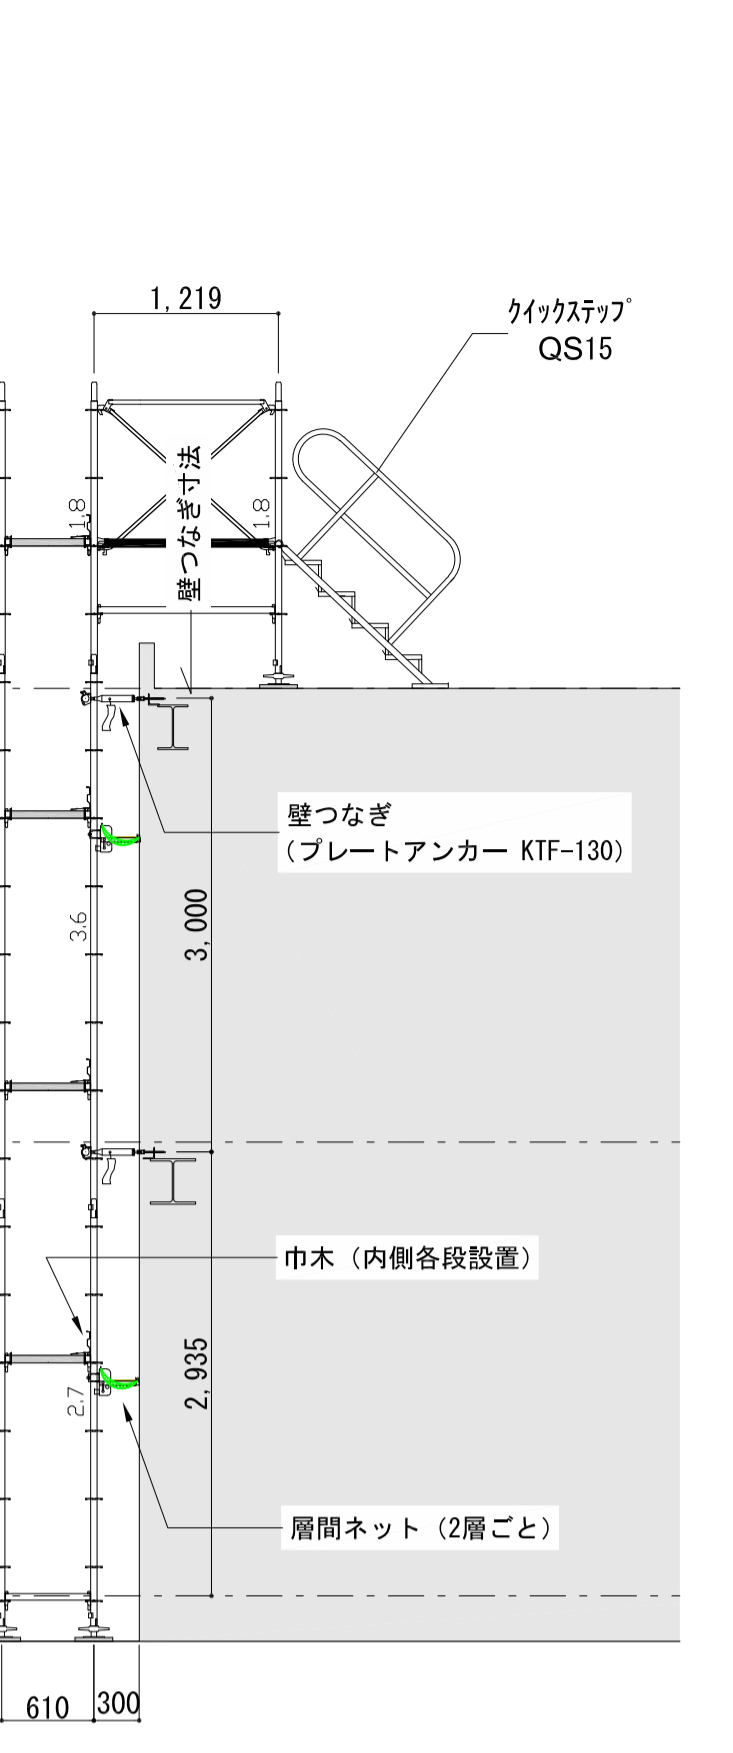 1,219
ｸｲｯｸｽﾃｯﾌﾟ
QS15
1.8
壁つなぎ寸法
1.8
壁つなぎ
（プレートアンカー KTF-130）
3,000
3.6
巾木（内側各段設置）
2,935
2.7
層間ネット（2層ごと）
610
300